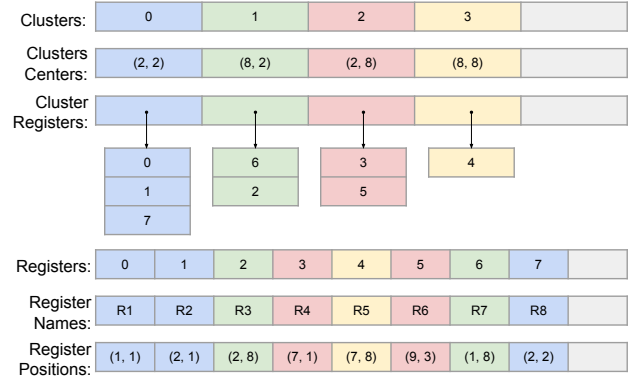 Clusters: 0 1 2 3
Clusters Centers: (2, 2) (8, 2) (2, 8) (8, 8)
Cluster Registers:
0 6 3 4
1 2 5
7
Registers: 0 1 2 3 4 5 6 7
Register Names: R1 R2 R3 R4 R5 R6 R7 R8
Register Positions: (1, 1) (2, 1) (2, 8) (7, 1) (7, 8) (9, 3) (1, 8) (2, 2)